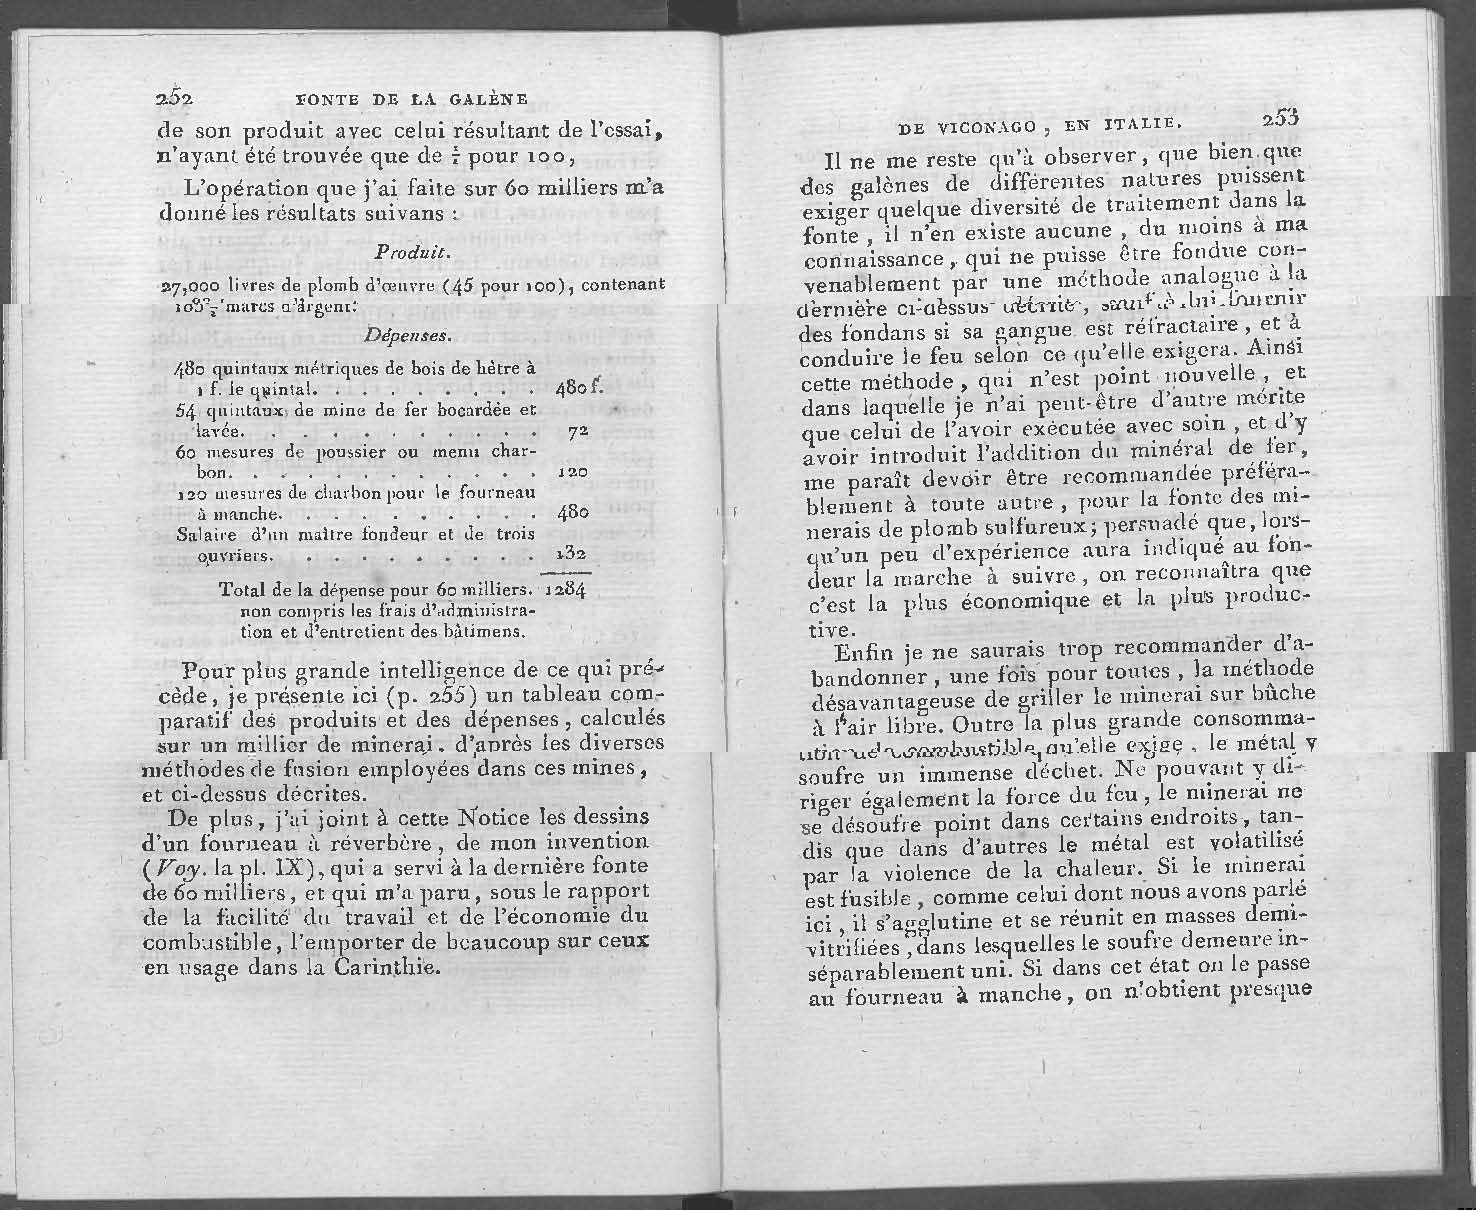 252 FONTE DE LA GALÈNE
de son produit avec celui résultant de l'essai,
n'ayant été trouvée que de pour 100,
L'opération que j'ai faite sur 60 milliers m'a
donné les résultats suivans :
Produit.
27,000 livres de plomb d'œuvre (45 pour 100), contenant
marcs d'argent.
Dépenses.
480 quintaux métriques de bois de hêtre à
1 f. le quintal. . . . . . . . . 480 f.
54 quintaux de mine de fer bocardée et
lavée. . . . . . . . . . . 72
60 mesures de poussier ou menu char-
bon. . . . . . . . . . . . 120
120 mesures de charbon pour le fourneau
à manche. . . . . . . . . . 480
Salaire d'un maître fondeur et de trois
ouvriers. . . . . . . . . . 132
Total de la dépense pour 60 milliers. 1284
non compris les frais d'administra-
tion et d'entretient des bâtimens.
Pour plus grande intelligence de ce qui pré-
cède, je présente ici (p. 255) un tableau com-
paratif des produits et des dépenses, calculés
sur un millier de minerai, d'après les diverses
méthodes de fusion employées dans ces mines,
et ci-dessus décrites.
De plus, j'ai joint à cette Notice les dessins
d'un fourneau à réverbère, de mon invention
(Voy. la pl. IX), qui a servi à la dernière fonte
de 60 milliers, et qui m'a paru, sous le rapport
de la facilité du travail et de l'économie du
combustible, l'emporter de beaucoup sur ceux
en usage dans la Carinthie.
DE VICONAGO, EN ITALIE. 253
Il ne me reste qu'à observer, que bien que
des galènes de différentes natures puissent
exiger quelque diversité de traitement dans la
fonte, il n'en existe aucune, du moins à ma
connaissance, qui ne puisse être fondue con-
venablement par une méthode analogue à la
dernière ci-dessus décrite, sauf à lui fournir
des fondans si sa gangue est réfractaire, et à
conduire le feu selon ce qu'elle exigera. Ainsi
cette méthode, qui n'est point nouvelle, et
dans laquelle je n'ai peut-être d'autre mérite
que celui de l'avoir exécutée avec soin, et d'y
avoir introduit l'addition du minéral de fer,
me paraît devoir être recommandée préféra-
blement à toute autre, pour la fonte des mi-
nerais de plomb sulfureux; persuadé que, lors-
qu'un peu d'expérience aura indiqué au fon-
deur la marche à suivre, on reconnaîtra que
c'est la plus économique et la plus produc-
tive.
Enfin je ne saurais trop recommander d'a-
bandonner, une fois pour toutes, la méthode
désavantageuse de griller le minerai sur bûche
à l'air libre. Outre la plus grande consomma-
tion de combustible, qu'elle exige, le métal y
soufre un immense déchet. Ne pouvant y di-
riger également la force du feu, le minerai ne
se désoufre point dans certains endroits, tan-
dis que dans d'autres le métal est volatilisé
par la violence de la chaleur. Si le minerai
est fusible, comme celui dont nous avons parlé
ici, il s'agglutine et se réunit en masses demi-
vitrifiées, dans lesquelles le soufre demeure in-
séparablement uni. Si dans cet état on le passe
au fourneau à manche, on n'obtient presque